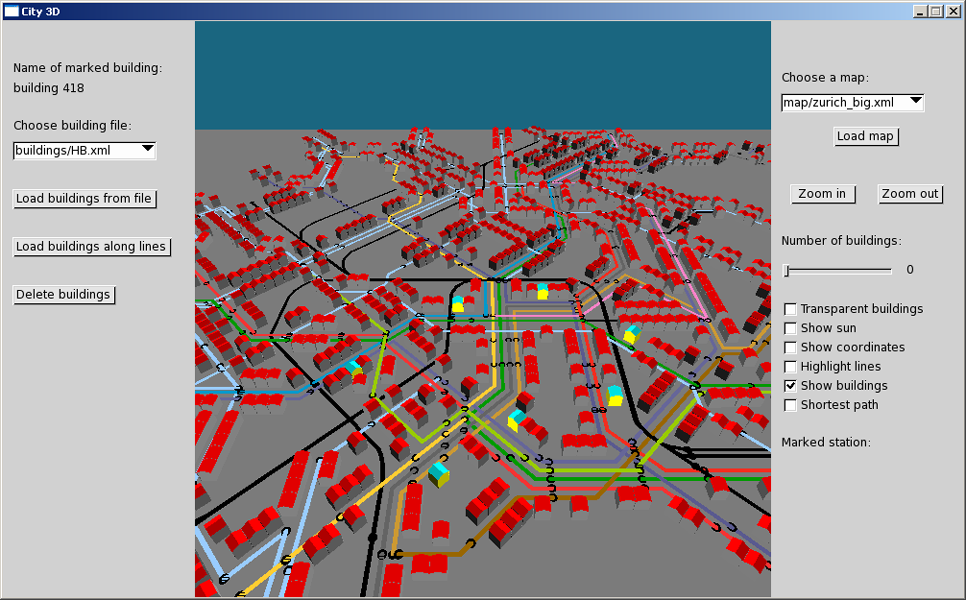 City 3D
Name of marked building:
building 418
Choose building file:
buildings/HB.xml
Load buildings from file
Load buildings along lines
Delete buildings
Choose a map:
map/zurich_big.xml
Load map
Zoom in Zoom out
Number of buildings:
0
Transparent buildings
Show sun
Show coordinates
Highlight lines
Show buildings
Shortest path
Marked station: